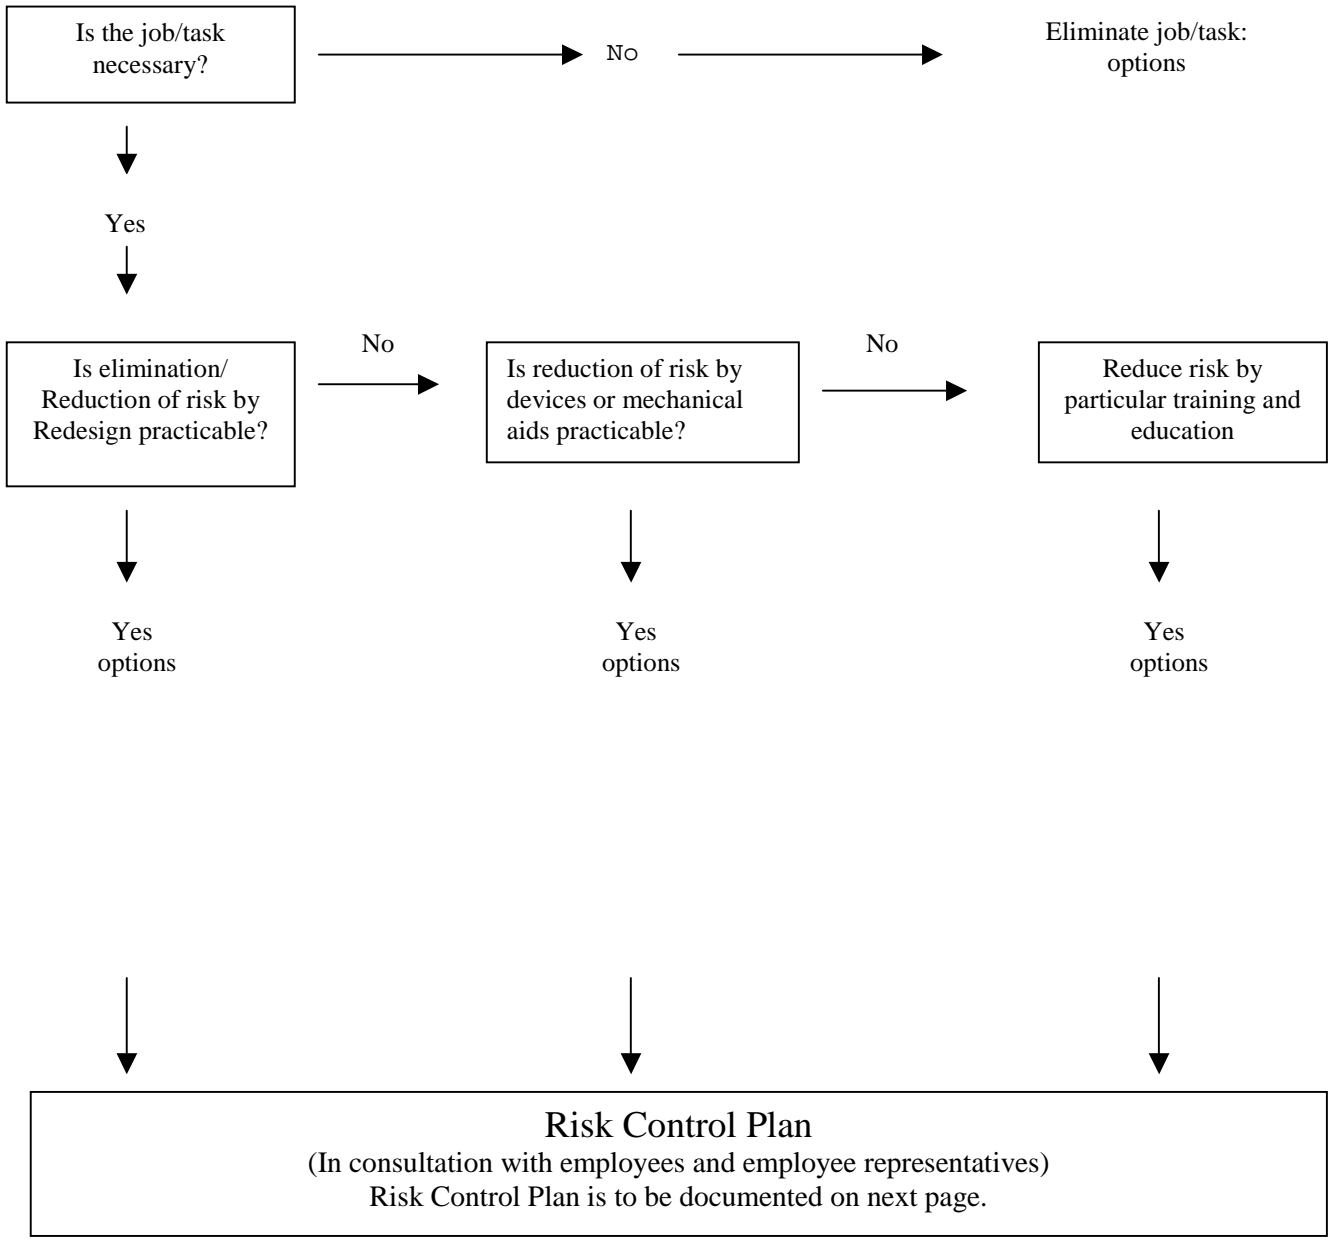 Is the job/task
necessary?
No
Eliminate job/task:
options
Yes
Is elimination/
Reduction of risk by
Redesign practicable?
No
Is reduction of risk by
devices or mechanical
aids practicable?
No
Reduce risk by
particular training and
education
Yes
options
Yes
options
Yes
options
Risk Control Plan
(In consultation with employees and employee representatives)
Risk Control Plan is to be documented on next page.